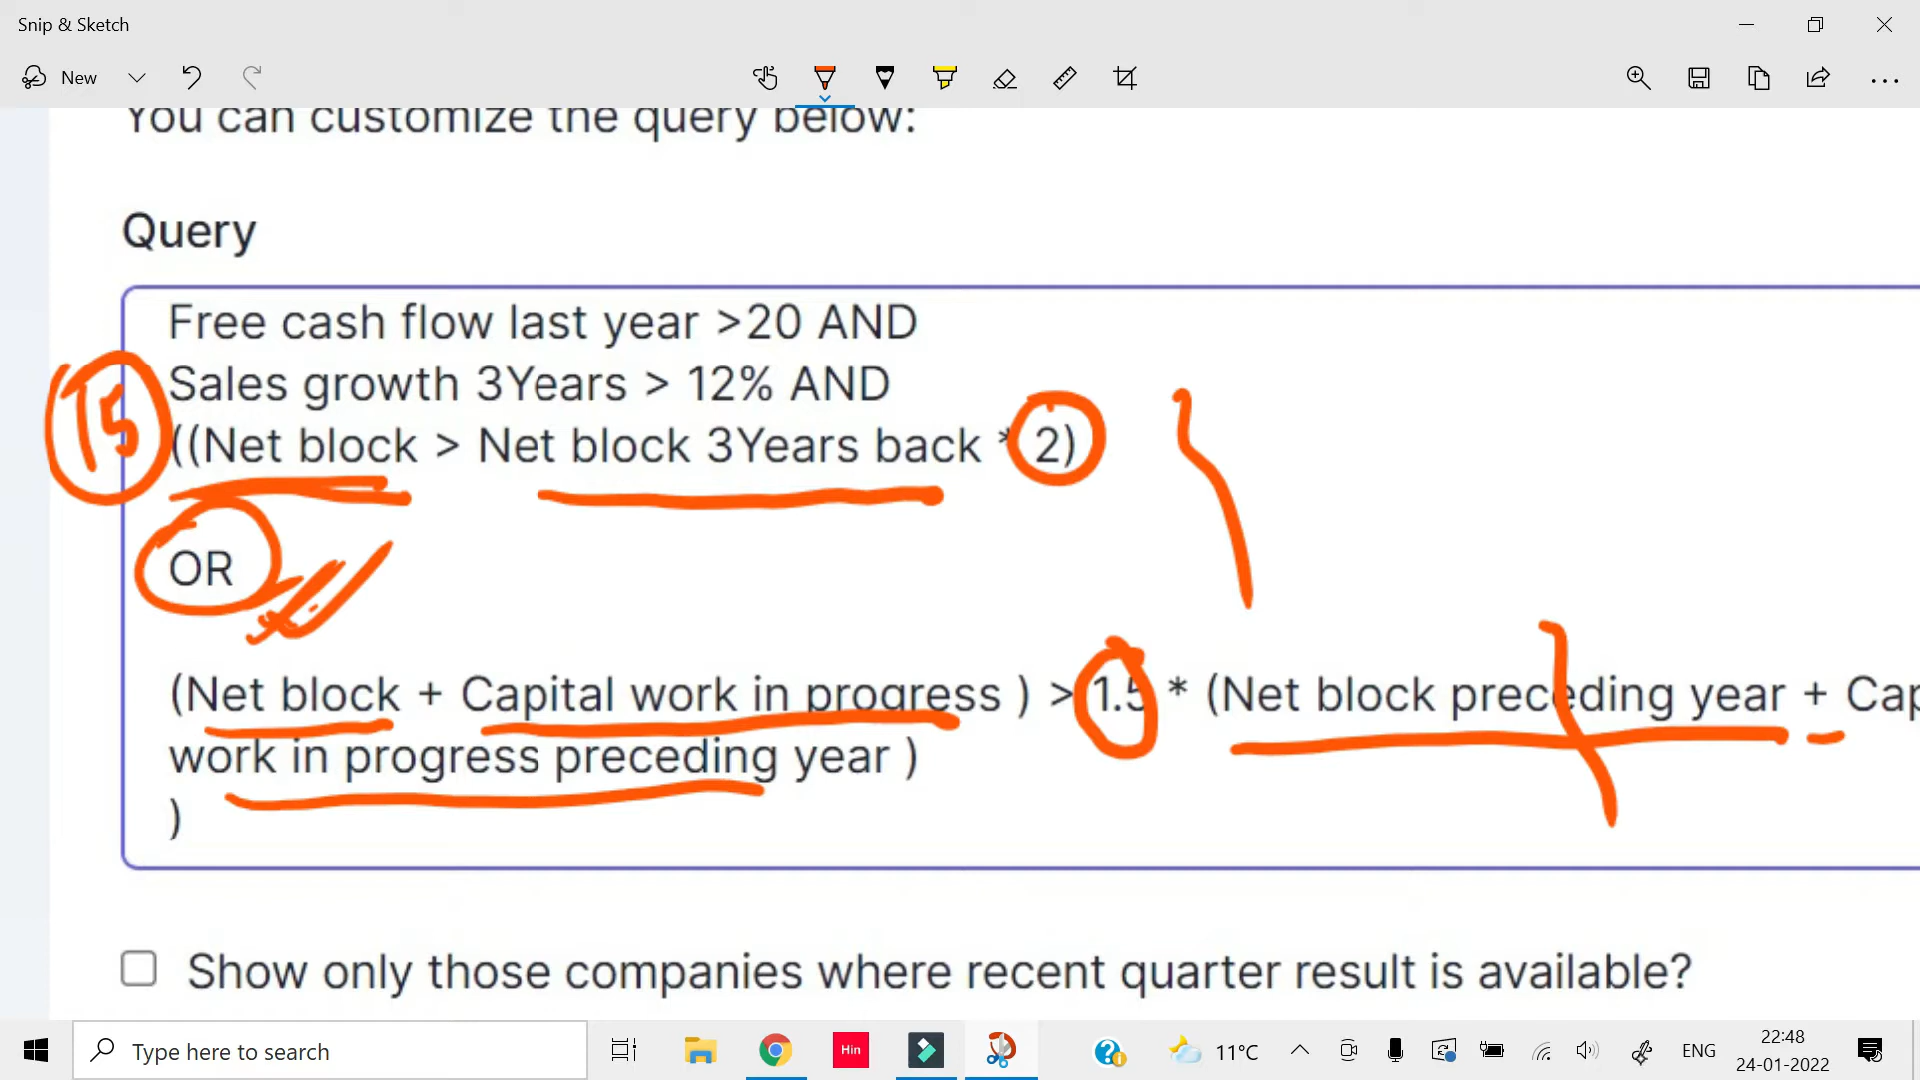 Snip & Sketch
New
You can customize the query below:
Query
Free cash flow last year >20 AND
Sales growth 3Years > 12% AND
15
((Net block > Net block 3Years back * 2)
OR
(Net block + Capital work in progress ) > 1.5 * (Net block preceding year + Cap
work in progress preceding year )
)
Show only those companies where recent quarter result is available?
Type here to search
Hin
11°C
ENG
22:48
24-01-2022